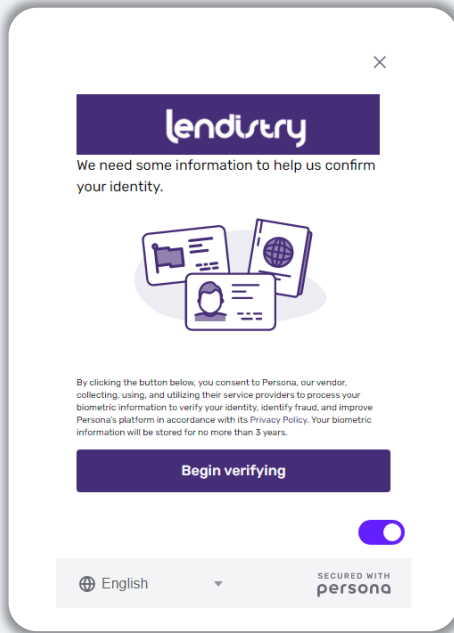 lendistry
We need some information to help us confirm
your identity.
By clicking the button below, you consent to Persona, our vendor,
collecting, using, and utilizing their service providers to process your
biometric information to verify your identity, identify fraud, and improve
Persona's platform in accordance with its Privacy Policy. Your biometric
information will be stored for no more than 3 years.
Begin verifying
English
SECURED WITH
persona